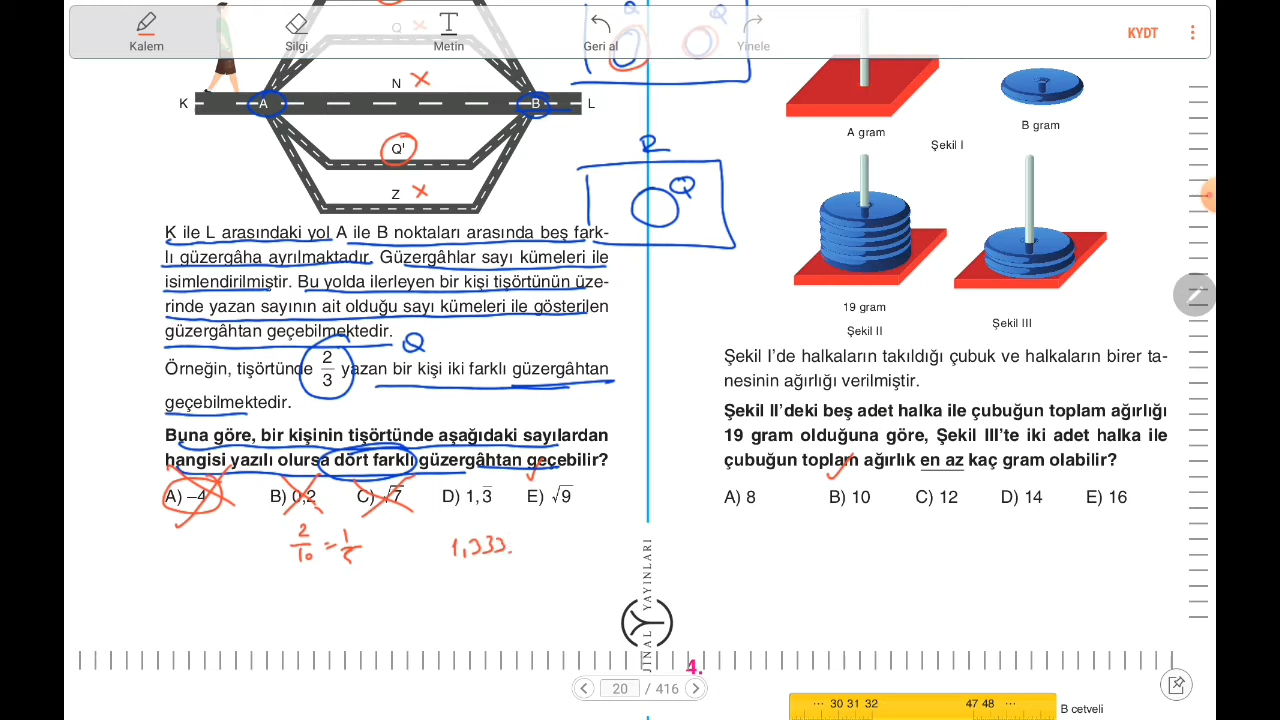 Kalem
Silgi
Metin
Geri al
Yinele
KYDT
Q
N
K
A
B
L
Q'
Z
K ile L arasındaki yol A ile B noktaları arasında beş fark-
lı güzergâha ayrılmaktadır. Güzergâhlar sayı kümeleri ile
isimlendirilmiştir. Bu yolda ilerleyen bir kişi tişörtünün üze-
rinde yazan sayının ait olduğu sayı kümeleri ile gösterilen
güzergâhtan geçebilmektedir.
Q
Örneğin, tişörtünde 2/3 yazan bir kişi iki farklı güzergâhtan
geçebilmektedir.
Buna göre, bir kişinin tişörtünde aşağıdaki sayılardan
hangisi yazılı olursa dört farklı güzergâhtan geçebilir?
A) –4 B) 0,2 C) √7 D) 1,3̅ E) √9
2/10 = 1/5
1,333.
Q
Q
R
Q
A gram
B gram
Şekil I
19 gram
Şekil II
Şekil III
Şekil I’de halkaların takıldığı çubuk ve halkaların birer ta-
nesinin ağırlığı verilmiştir.
Şekil II’deki beş adet halka ile çubuğun toplam ağırlığı
19 gram olduğuna göre, Şekil III’te iki adet halka ile
çubuğun toplam ağırlık en az kaç gram olabilir?
A) 8 B) 10 C) 12 D) 14 E) 16
YAYINLARI
4.
20 / 416
··· 30 31 32 47 48 ···
B cetveli